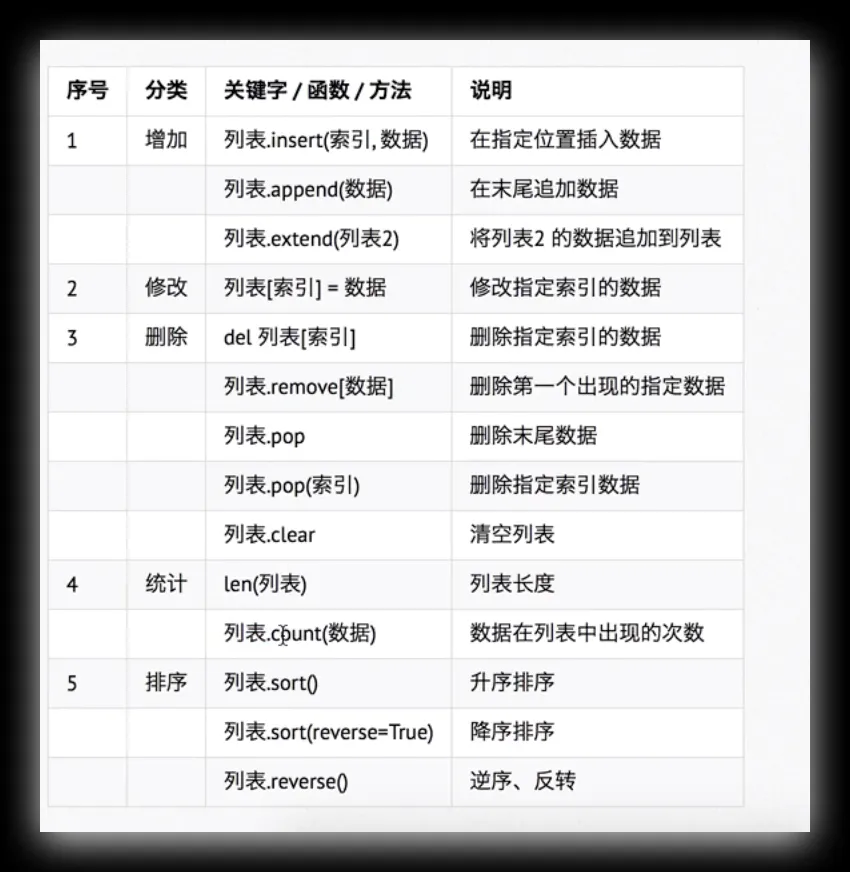 序号 分类 关键字 / 函数 / 方法 说明
1 增加 列表.insert(索引, 数据) 在指定位置插入数据
列表.append(数据) 在末尾追加数据
列表.extend(列表2) 将列表2 的数据追加到列表
2 修改 列表[索引] = 数据 修改指定索引的数据
3 删除 del 列表[索引] 删除指定索引的数据
列表.remove[数据] 删除第一个出现的指定数据
列表.pop 删除末尾数据
列表.pop(索引) 删除指定索引数据
列表.clear 清空列表
4 统计 len(列表) 列表长度
列表.count(数据) 数据在列表中出现的次数
5 排序 列表.sort() 升序排序
列表.sort(reverse=True) 降序排序
列表.reverse() 逆序、反转